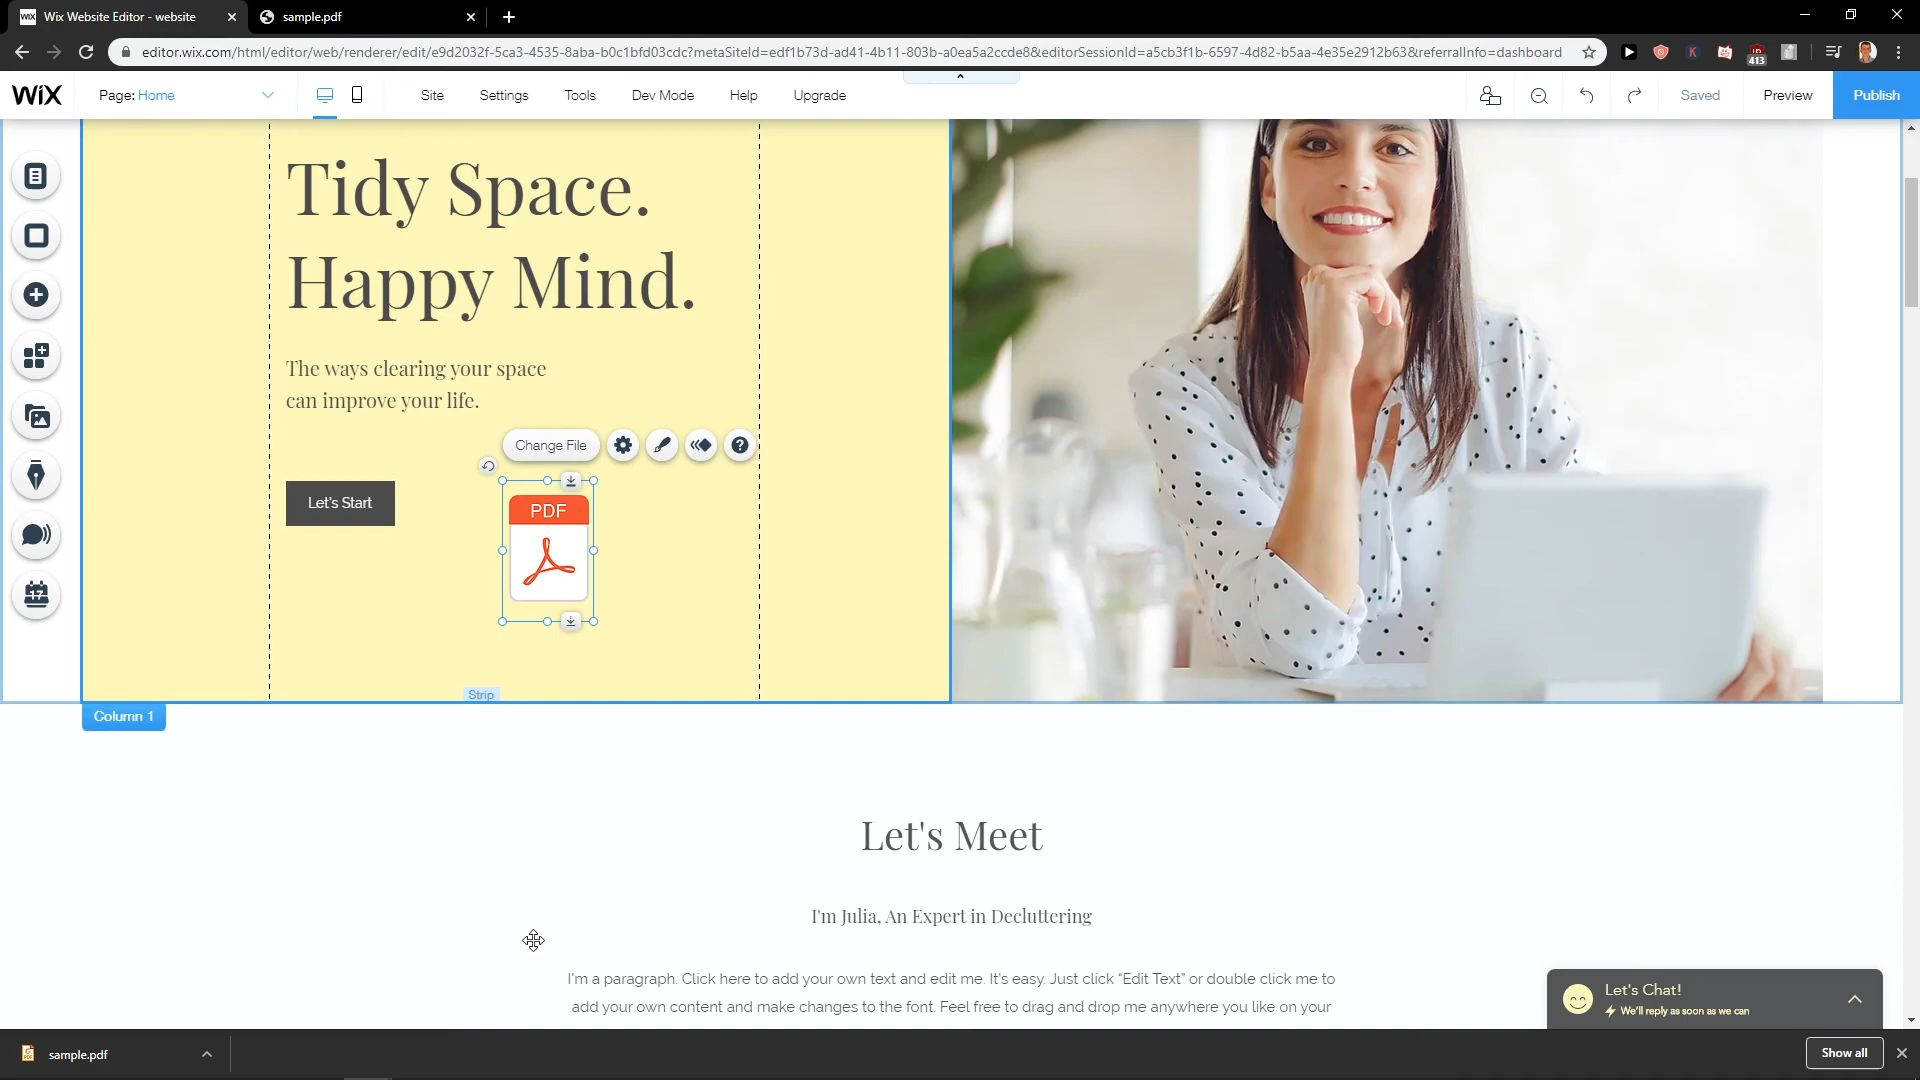 Wix Website Editor - website
sample.pdf
editor.wix.com/html/editor/web/renderer/edit/e9d2032f-5ca3-4535-8aba-b0c1bfd03cdc?metaSiteId=edf1b73d-ad41-4b11-803b-a0ea5a2ccde8&editorSessionId=a5cb3f1b-6597-4d82-b5aa-4e35e2912b63&referralInfo=dashboard
413
WiX
Page: Home
Site
Settings
Tools
Dev Mode
Help
Upgrade
Saved
Preview
Publish
Tidy Space.
Happy Mind.
The ways clearing your space
can improve your life.
Change File
Let's Start
PDF
17
Strip
Column 1
Let's Meet
I'm Julia, An Expert in Decluttering
I'm a paragraph. Click here to add your own text and edit me. It's easy. Just click “Edit Text” or double click me to
add your own content and make changes to the font. Feel free to drag and drop me anywhere you like on your
Let's Chat!
We'll reply as soon as we can
sample.pdf
Show all